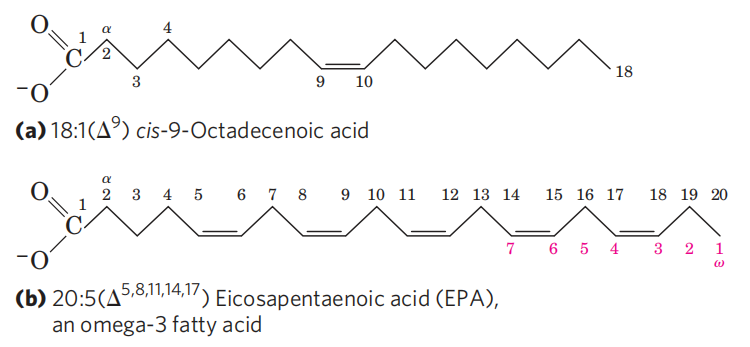 O
1 α 4
C 2
⁻O 3 9 10 18
(a) 18:1(Δ⁹) cis-9-Octadecenoic acid
α
O 1 2 3 4 5 6 7 8 9 10 11 12 13 14 15 16 17 18 19 20
C
⁻O 7 6 5 4 3 2 1
ω
(b) 20:5(Δ⁵,⁸,¹¹,¹⁴,¹⁷) Eicosapentaenoic acid (EPA),
an omega-3 fatty acid